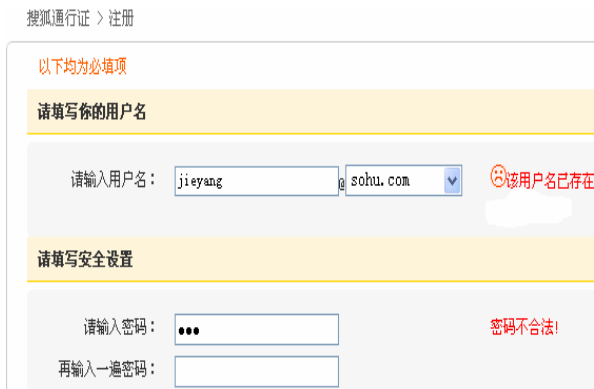 搜狐通行证 > 注册
以下均为必填项
请填写你的用户名
请输入用户名： jieyang @ sohu.com 该用户名已存在
请填写安全设置
请输入密码： ●●● 密码不合法!
再输入一遍密码：